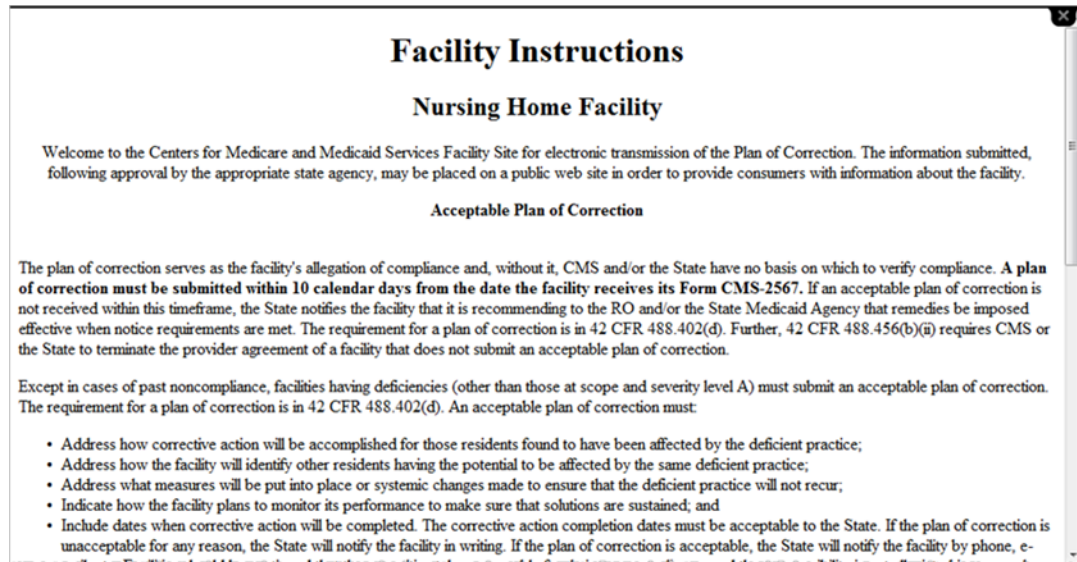 Facility Instructions
Nursing Home Facility
Welcome to the Centers for Medicare and Medicaid Services Facility Site for electronic transmission of the Plan of Correction. The information submitted,
following approval by the appropriate state agency, may be placed on a public web site in order to provide consumers with information about the facility.
Acceptable Plan of Correction
The plan of correction serves as the facility's allegation of compliance and, without it, CMS and/or the State have no basis on which to verify compliance. A plan
of correction must be submitted within 10 calendar days from the date the facility receives its Form CMS-2567. If an acceptable plan of correction is
not received within this timeframe, the State notifies the facility that it is recommending to the RO and/or the State Medicaid Agency that remedies be imposed
effective when notice requirements are met. The requirement for a plan of correction is in 42 CFR 488.402(d). Further, 42 CFR 488.456(b)(ii) requires CMS or
the State to terminate the provider agreement of a facility that does not submit an acceptable plan of correction.
Except in cases of past noncompliance, facilities having deficiencies (other than those at scope and severity level A) must submit an acceptable plan of correction.
The requirement for a plan of correction is in 42 CFR 488.402(d). An acceptable plan of correction must:
• Address how corrective action will be accomplished for those residents found to have been affected by the deficient practice;
• Address how the facility will identify other residents having the potential to be affected by the same deficient practice;
• Address what measures will be put into place or systemic changes made to ensure that the deficient practice will not recur;
• Indicate how the facility plans to monitor its performance to make sure that solutions are sustained; and
• Include dates when corrective action will be completed. The corrective action completion dates must be acceptable to the State. If the plan of correction is
unacceptable for any reason, the State will notify the facility in writing. If the plan of correction is acceptable, the State will notify the facility by phone, e-